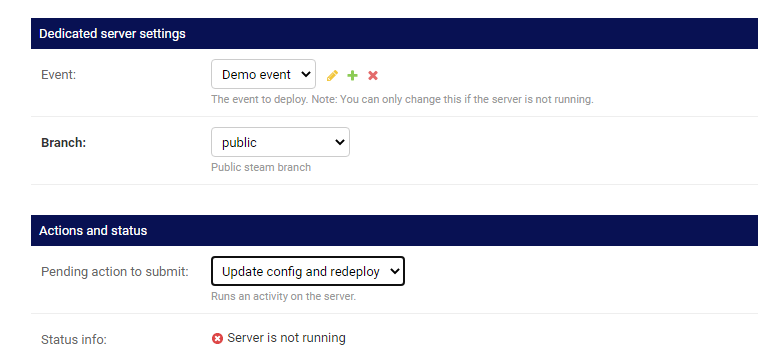 Dedicated server settings
Event:
Demo event
The event to deploy. Note: You can only change this if the server is not running.
Branch:
public
Public steam branch
Actions and status
Pending action to submit:
Update config and redeploy
Runs an activity on the server.
Status info:
Server is not running